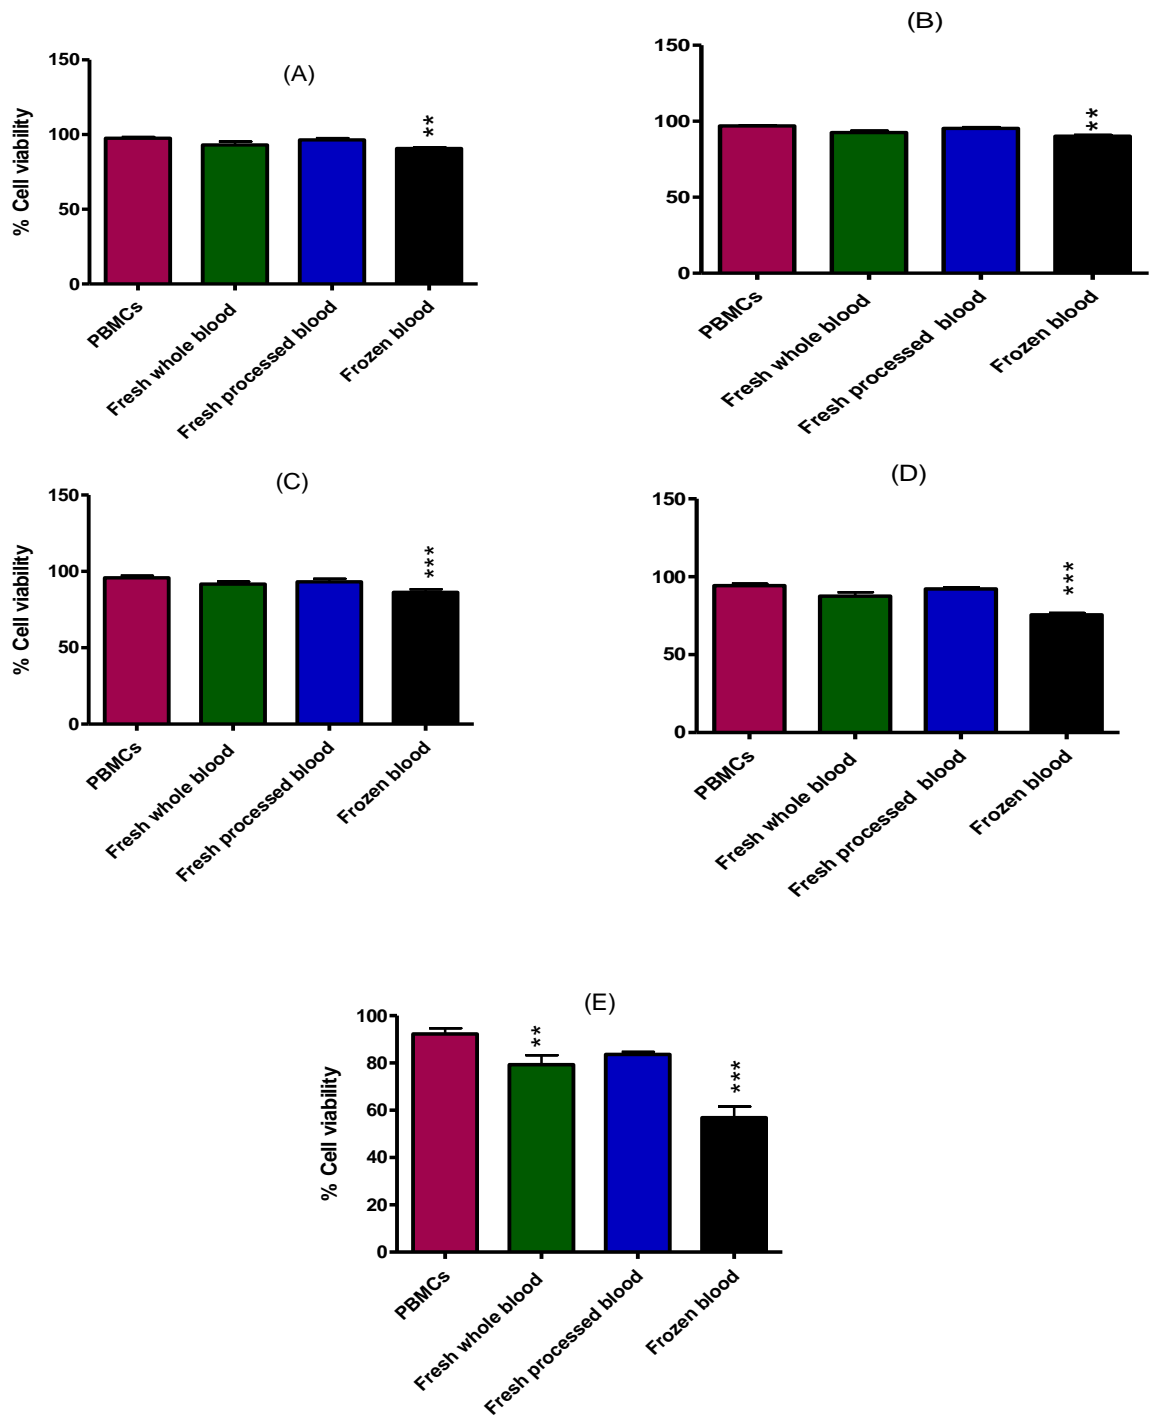 (A)
% Cell viability
150
100
50
0
**
PBMCs
Fresh whole blood
Fresh processed blood
Frozen blood
(B)
150
100
50
0
**
PBMCs
Fresh whole blood
Fresh processed blood
Frozen blood
(C)
% Cell viability
150
100
50
0
***
PBMCs
Fresh whole blood
Fresh processed blood
Frozen blood
(D)
150
100
50
0
***
PBMCs
Fresh whole blood
Fresh processed blood
Frozen blood
(E)
% Cell viability
100
80
60
40
20
0
**
***
PBMCs
Fresh whole blood
Fresh processed blood
Frozen blood